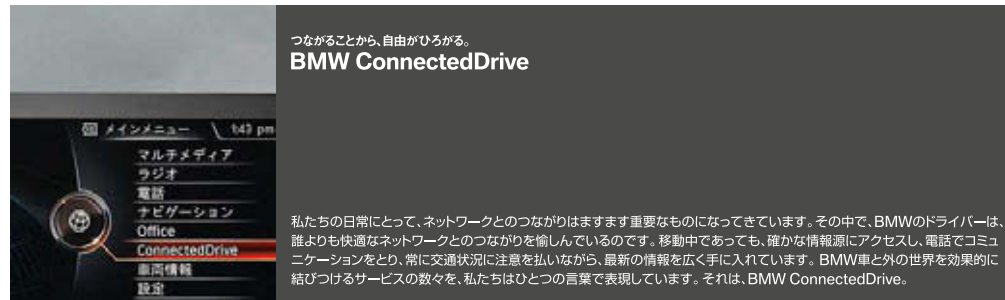 つながることから、自由がひろがる。
BMW ConnectedDrive
メインメニュー 1:43 pm
マルチメディア
ラジオ
電話
ナビゲーション
Office
ConnectedDrive
車両情報
設定
私たちの日常にとって、ネットワークとのつながりはますます重要なものになってきています。その中で、BMWのドライバーは、
誰よりも快適なネットワークとのつながりを愉しんでいるのです。移動中であっても、確かな情報源にアクセスし、電話でコミュ
ニケーションをとり、常に交通状況に注意を払いながら、最新の情報を広く手に入れています。BMW車と外の世界を効果的に
結びつけるサービスの数々を、私たちはひとつの言葉で表現しています。それは、BMW ConnectedDrive。